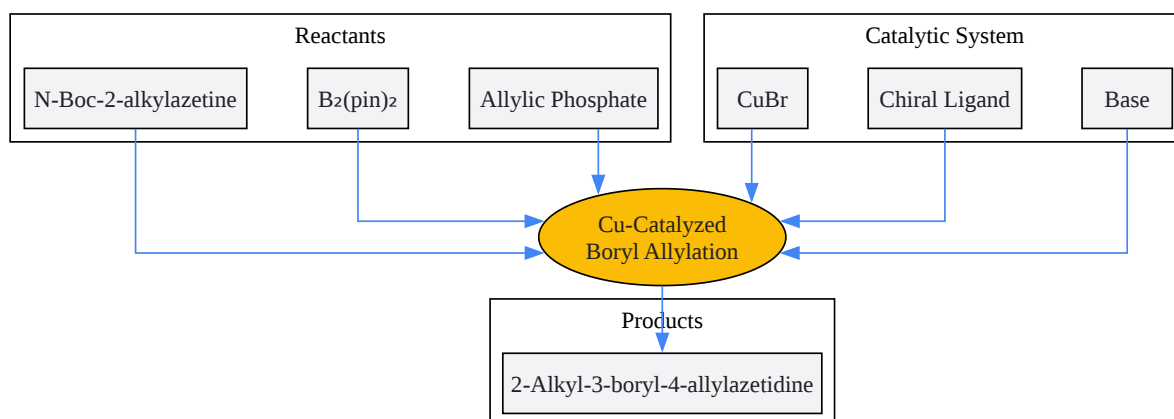 Reactants
Catalytic System
N-Boc-2-alkylazetine
B₂(pin)₂
Allylic Phosphate
CuBr
Chiral Ligand
Base
Cu-Catalyzed
Boryl Allylation
Products
2-Alkyl-3-boryl-4-allylazetidine